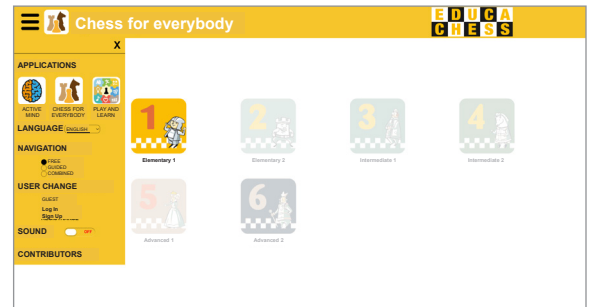 Chess for everybody
EDUCA
CHESS
X
APPLICATIONS
ACTIVE MIND
CHESS FOR EVERYBODY
PLAY AND LEARN
LANGUAGE ENGLISH
NAVIGATION
FREE
GUIDED
COMBINED
USER CHANGE
GUEST
Log In
Sign Up
SOUND OFF
CONTRIBUTORS
1
Elementary 1
2
Elementary 2
3
Intermediate 1
4
Intermediate 2
5
Advanced 1
6
Advanced 2